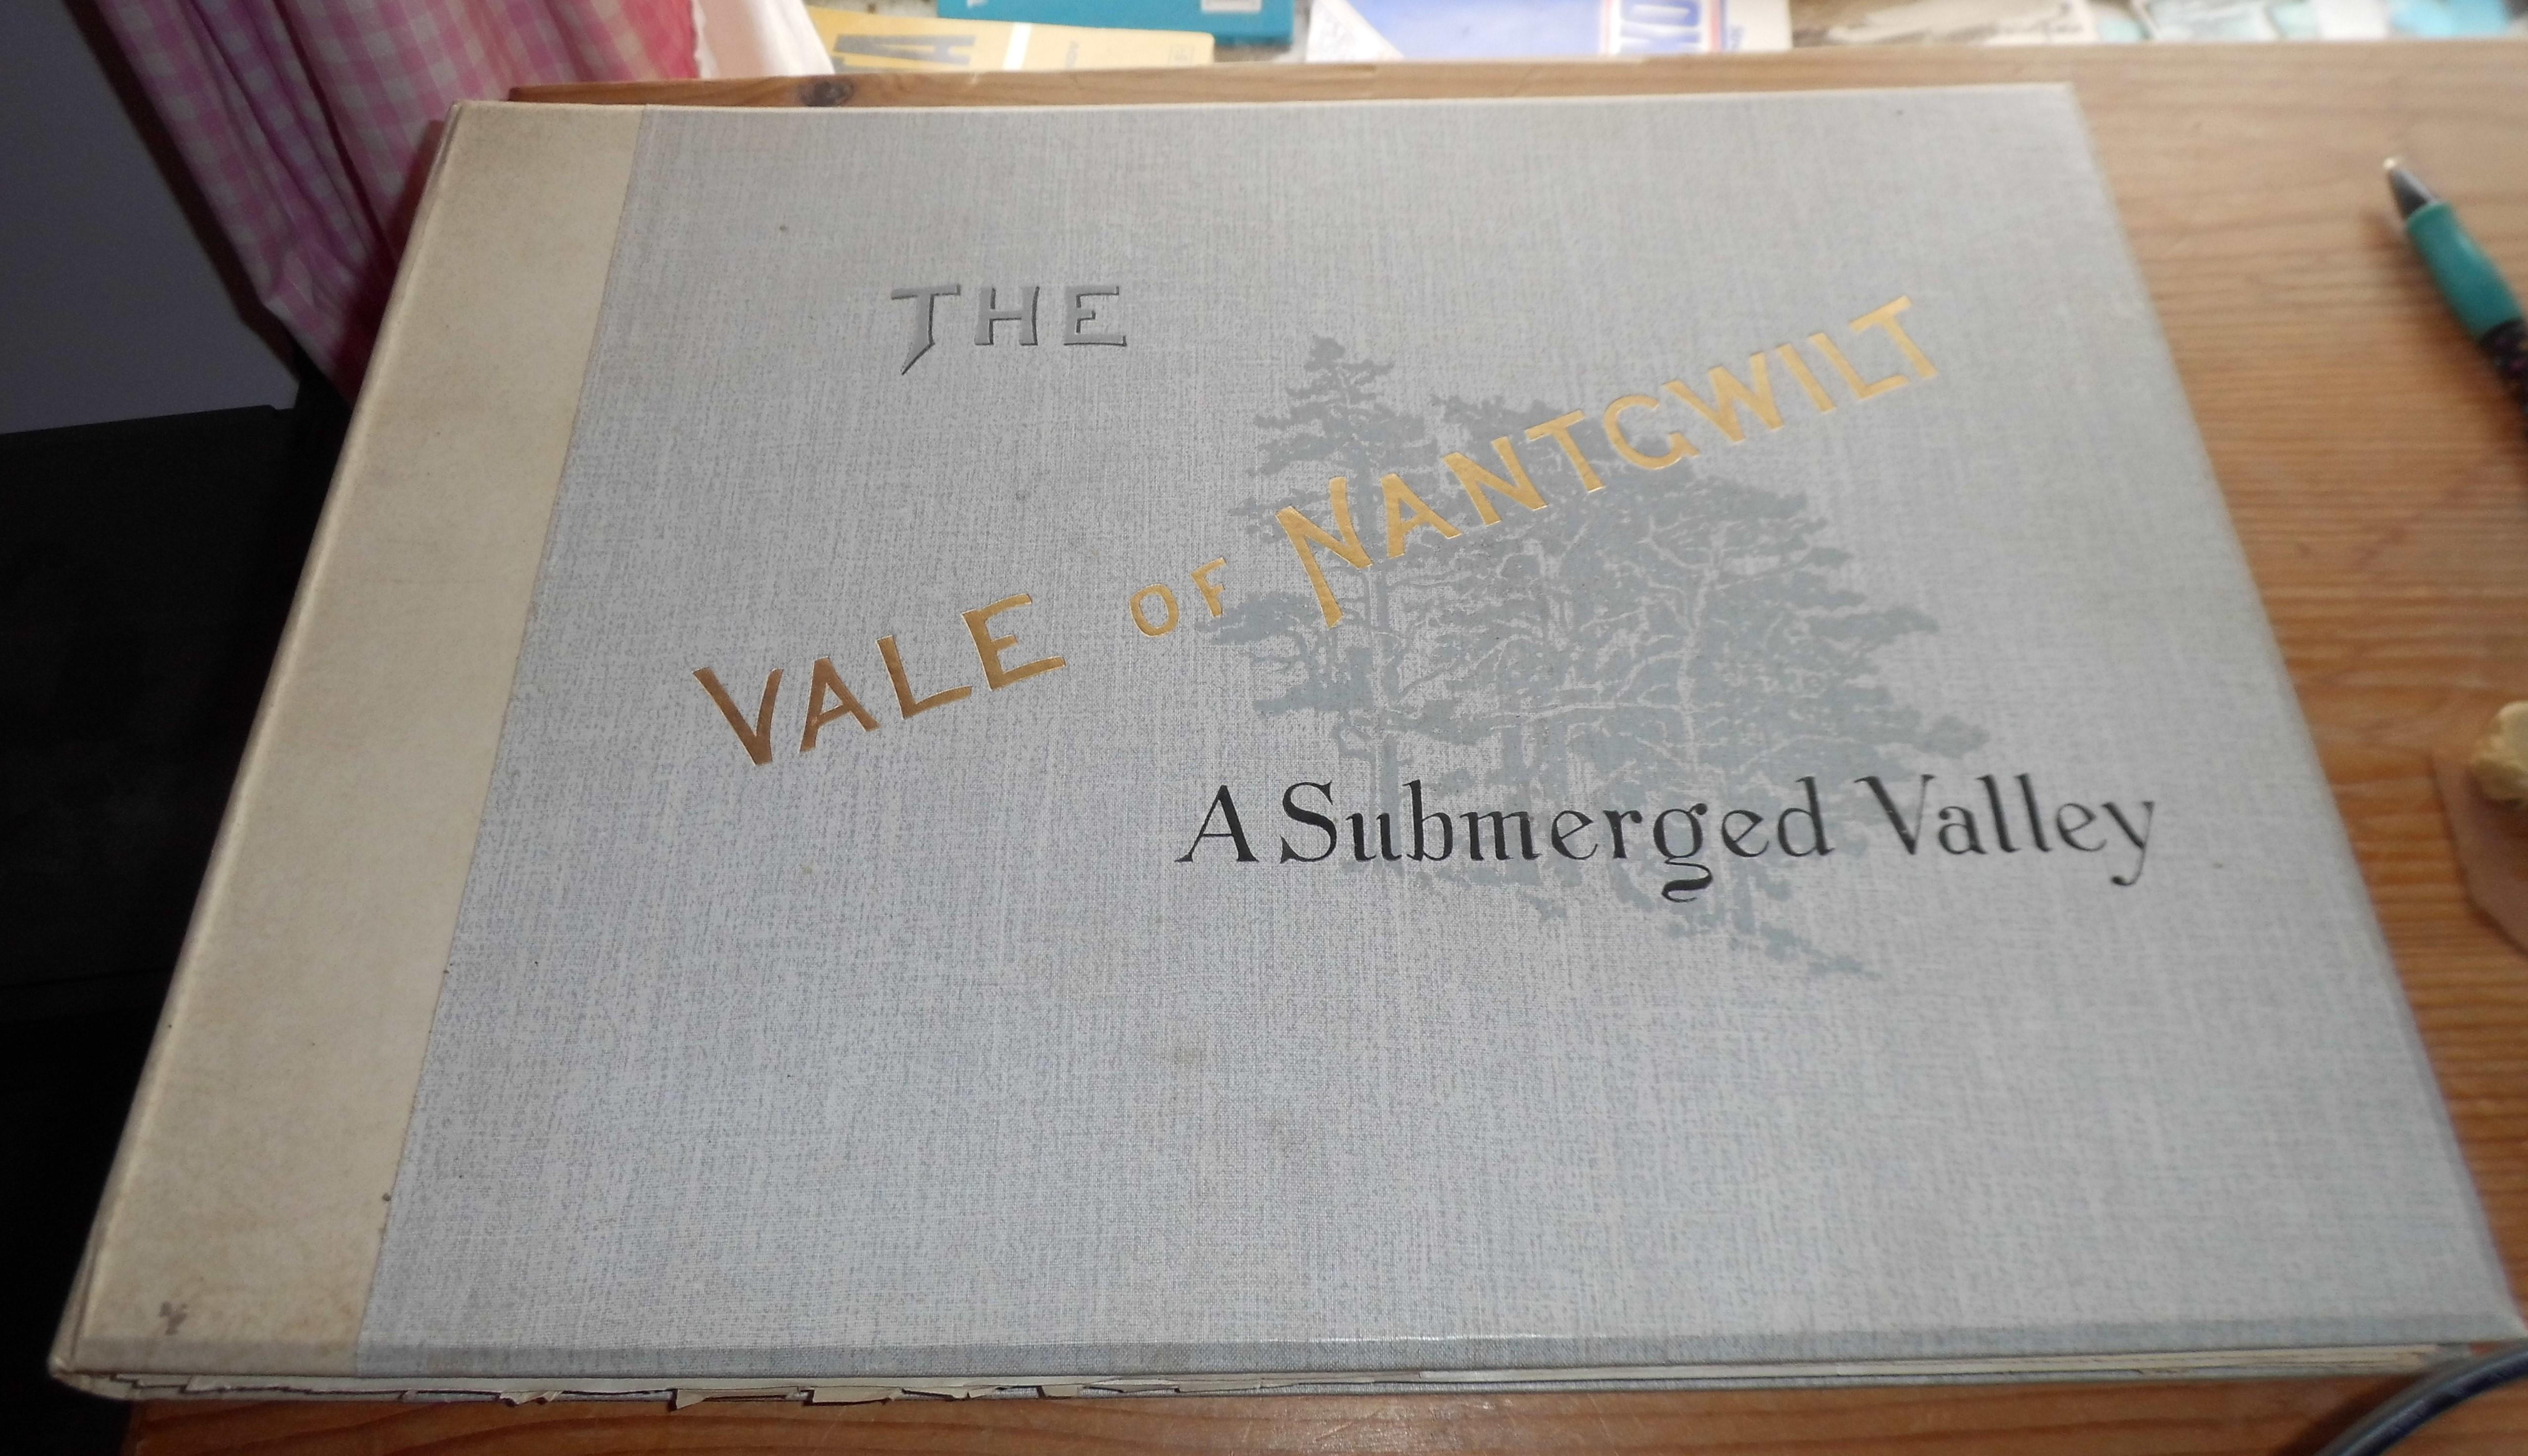 THE
VALE OF NANTGWILT
A Submerged Valley